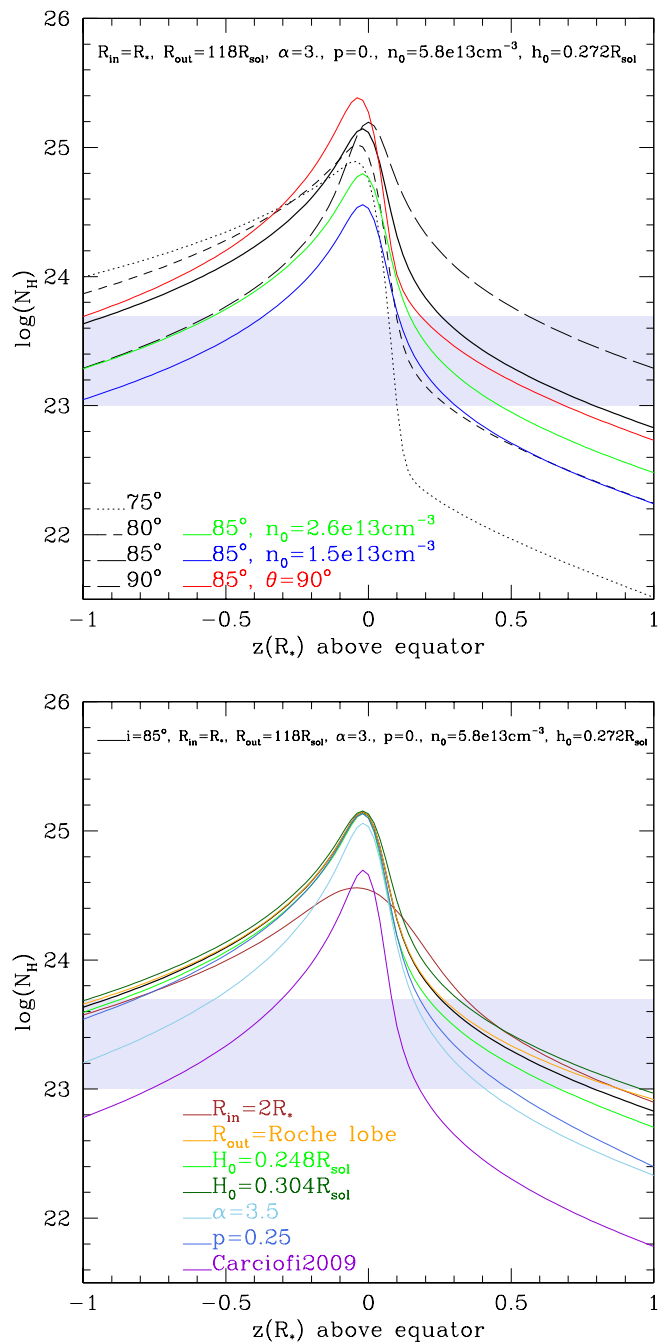 26
R_in=R_*, R_out=118R_sol, α=3., p=0., n_0=5.8e13cm^-3, h_0=0.272R_sol
25
24
log(N_H)
23
75°
80°
85°, n_0=2.6e13cm^-3
85°
85°, n_0=1.5e13cm^-3
22
90°
85°, θ=90°
-1 -0.5 0 0.5 1
z(R_*) above equator
26
i=85°, R_in=R_*, R_out=118R_sol, α=3., p=0., n_0=5.8e13cm^-3, h_0=0.272R_sol
25
24
log(N_H)
23
R_in=2R_*
R_out=Roche lobe
H_0=0.248R_sol
H_0=0.304R_sol
22
α=3.5
p=0.25
Carciofi2009
-1 -0.5 0 0.5 1
z(R_*) above equator